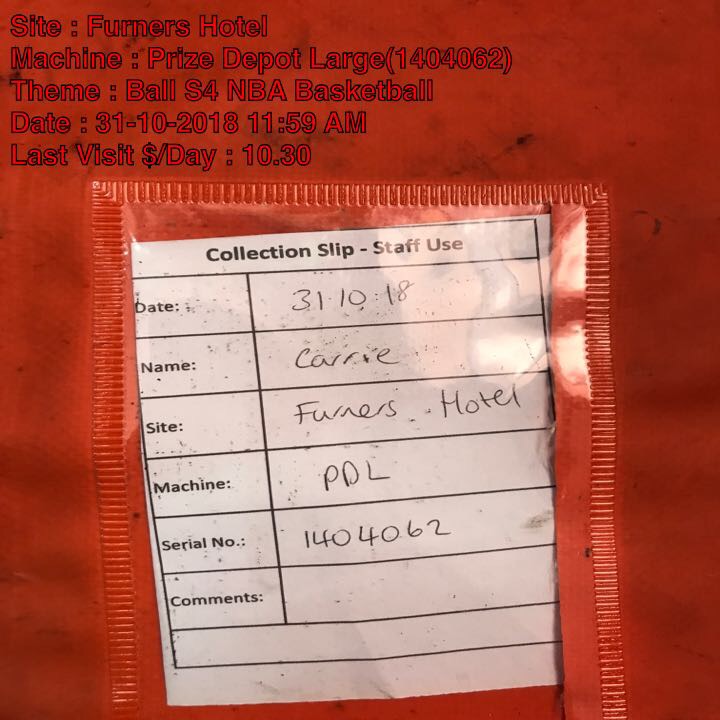 Site : Furners Hotel
Machine : Prize Depot Large(1404062)
Theme : Ball S4 NBA Basketball
Date : 31-10-2018 11:59 AM
Last Visit $/Day : 10.30
Collection Slip - Staff Use
Date: 31.10.18
Name: Carrie
Site: Furners Hotel
Machine: PDL
Serial No.: 1404062
Comments: